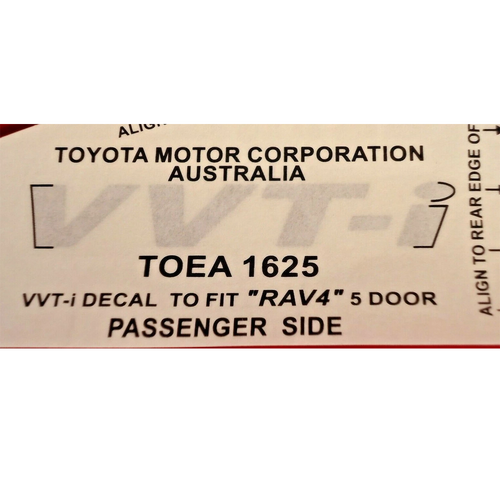 ALIGN
TOYOTA MOTOR CORPORATION
AUSTRALIA
VVT-i
TOEA 1625
VVT-i DECAL TO FIT "RAV4" 5 DOOR
PASSENGER SIDE
ALIGN TO REAR EDGE OF